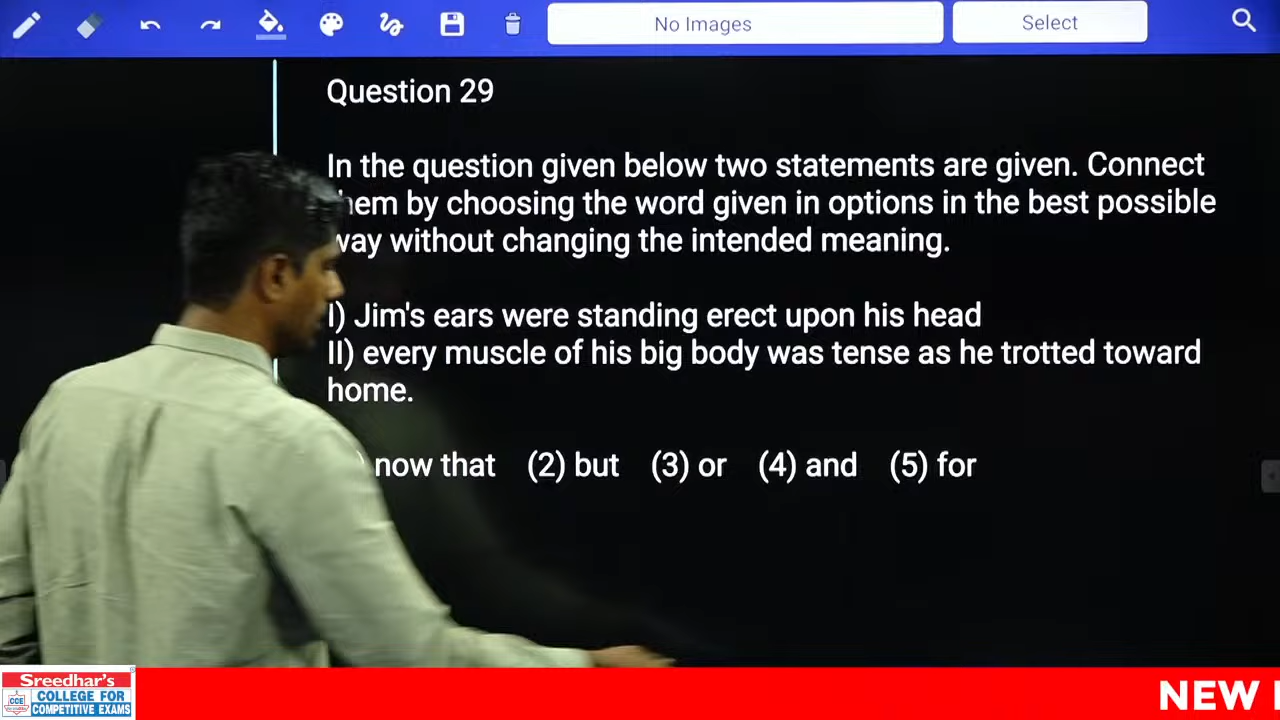 No Images
Select
Question 29
In the question given below two statements are given. Connect
by choosing the word given in options in the best possible
way without changing the intended meaning.
I) Jim's ears were standing erect upon his head
II) every muscle of his big body was tense as he trotted toward
home.
now that (2) but (3) or (4) and (5) for
Sreedhar's
CCE
COLLEGE FOR
COMPETITIVE EXAMS
NEW